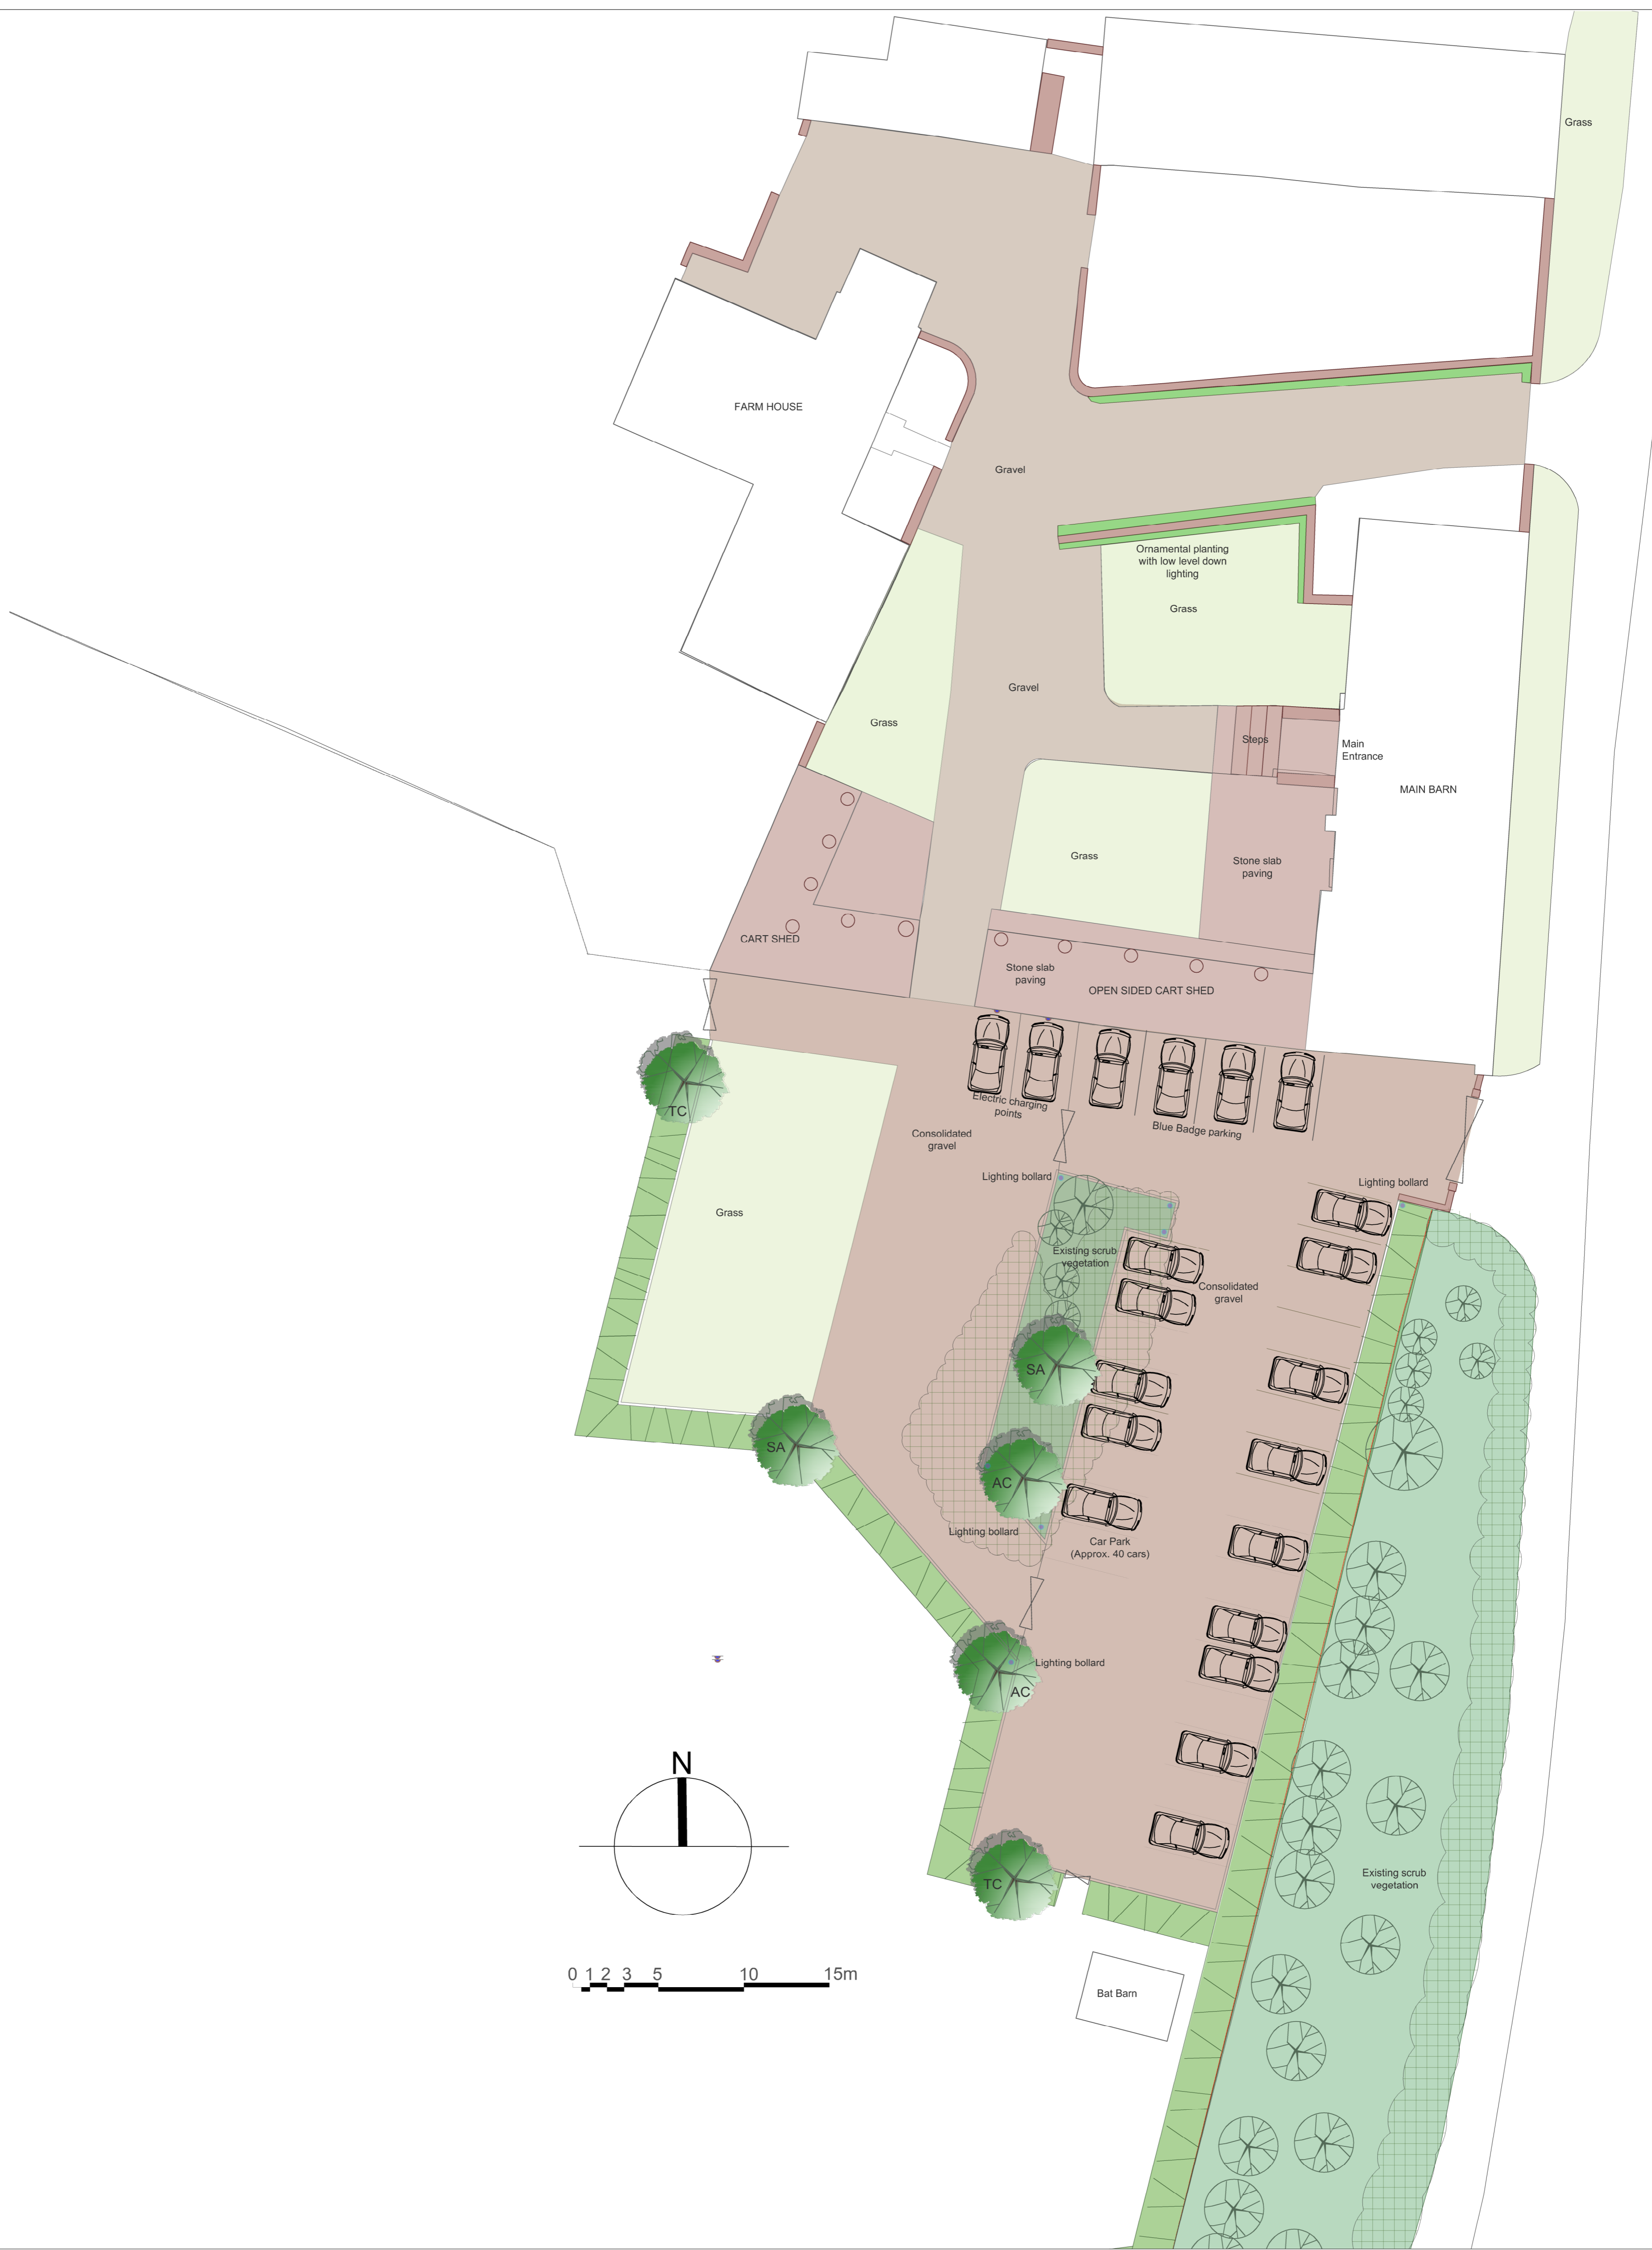 Grass
FARM HOUSE
Gravel
Ornamental planting
with low level down
lighting
Grass
Gravel
Grass
Steps
Main
Entrance
MAIN BARN
Grass
Stone slab
paving
CART SHED
Stone slab
paving
OPEN SIDED CART SHED
Electric charging
points
TC
Consolidated
gravel
Blue Badge parking
Lighting bollard
Lighting bollard
Grass
Existing scrub
vegetation
Consolidated
gravel
SA
SA
AC
Lighting bollard
Car Park
(Approx. 40 cars)
Lighting bollard
AC
N
TC
Existing scrub
vegetation
0 1 2 3 5 10 15m
Bat Barn